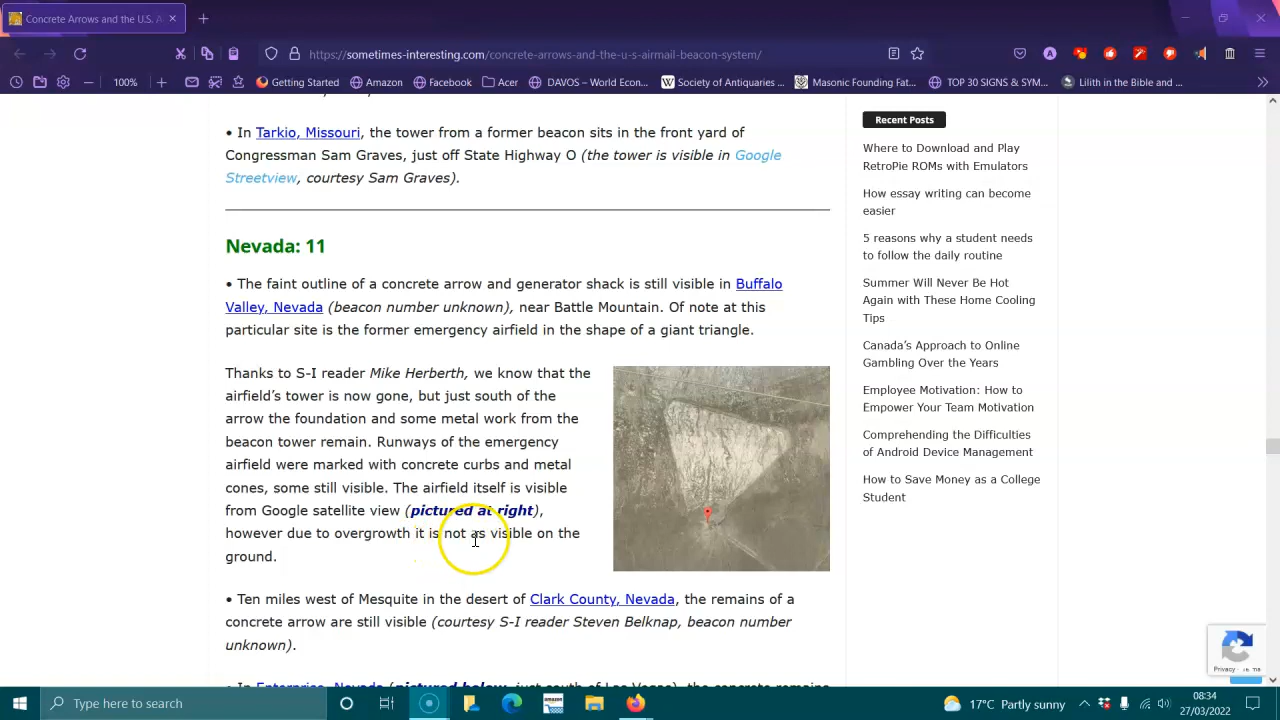 Concrete Arrows and the U.S. A
https://sometimes-interesting.com/concrete-arrows-and-the-u-s-airmail-beacon-system/
100%
Getting Started
Amazon
Facebook
Acer
DAVOS – World Econ...
Society of Antiquaries ...
Masonic Founding Fat...
TOP 30 SIGNS & SYM...
Lilith in the Bible and ...
• In Tarkio, Missouri, the tower from a former beacon sits in the front yard of
Congressman Sam Graves, just off State Highway O (the tower is visible in Google
Streetview, courtesy Sam Graves).
Nevada: 11
• The faint outline of a concrete arrow and generator shack is still visible in Buffalo
Valley, Nevada (beacon number unknown), near Battle Mountain. Of note at this
particular site is the former emergency airfield in the shape of a giant triangle.
Thanks to S-I reader Mike Herberth, we know that the
airfield’s tower is now gone, but just south of the
arrow the foundation and some metal work from the
beacon tower remain. Runways of the emergency
airfield were marked with concrete curbs and metal
cones, some still visible. The airfield itself is visible
from Google satellite view (pictured at right),
however due to overgrowth it is not as visible on the
ground.
• Ten miles west of Mesquite in the desert of Clark County, Nevada, the remains of a
concrete arrow are still visible (courtesy S-I reader Steven Belknap, beacon number
unknown).
• In Enterprise, Nevada (pictured below, just south of Las Vegas), the concrete remains
Recent Posts
Where to Download and Play
RetroPie ROMs with Emulators
How essay writing can become
easier
5 reasons why a student needs
to follow the daily routine
Summer Will Never Be Hot
Again with These Home Cooling
Tips
Canada’s Approach to Online
Gambling Over the Years
Employee Motivation: How to
Empower Your Team Motivation
Comprehending the Difficulties
of Android Device Management
How to Save Money as a College
Student
Privacy
Type here to search
amazon
17°C Partly sunny
08:34
27/03/2022